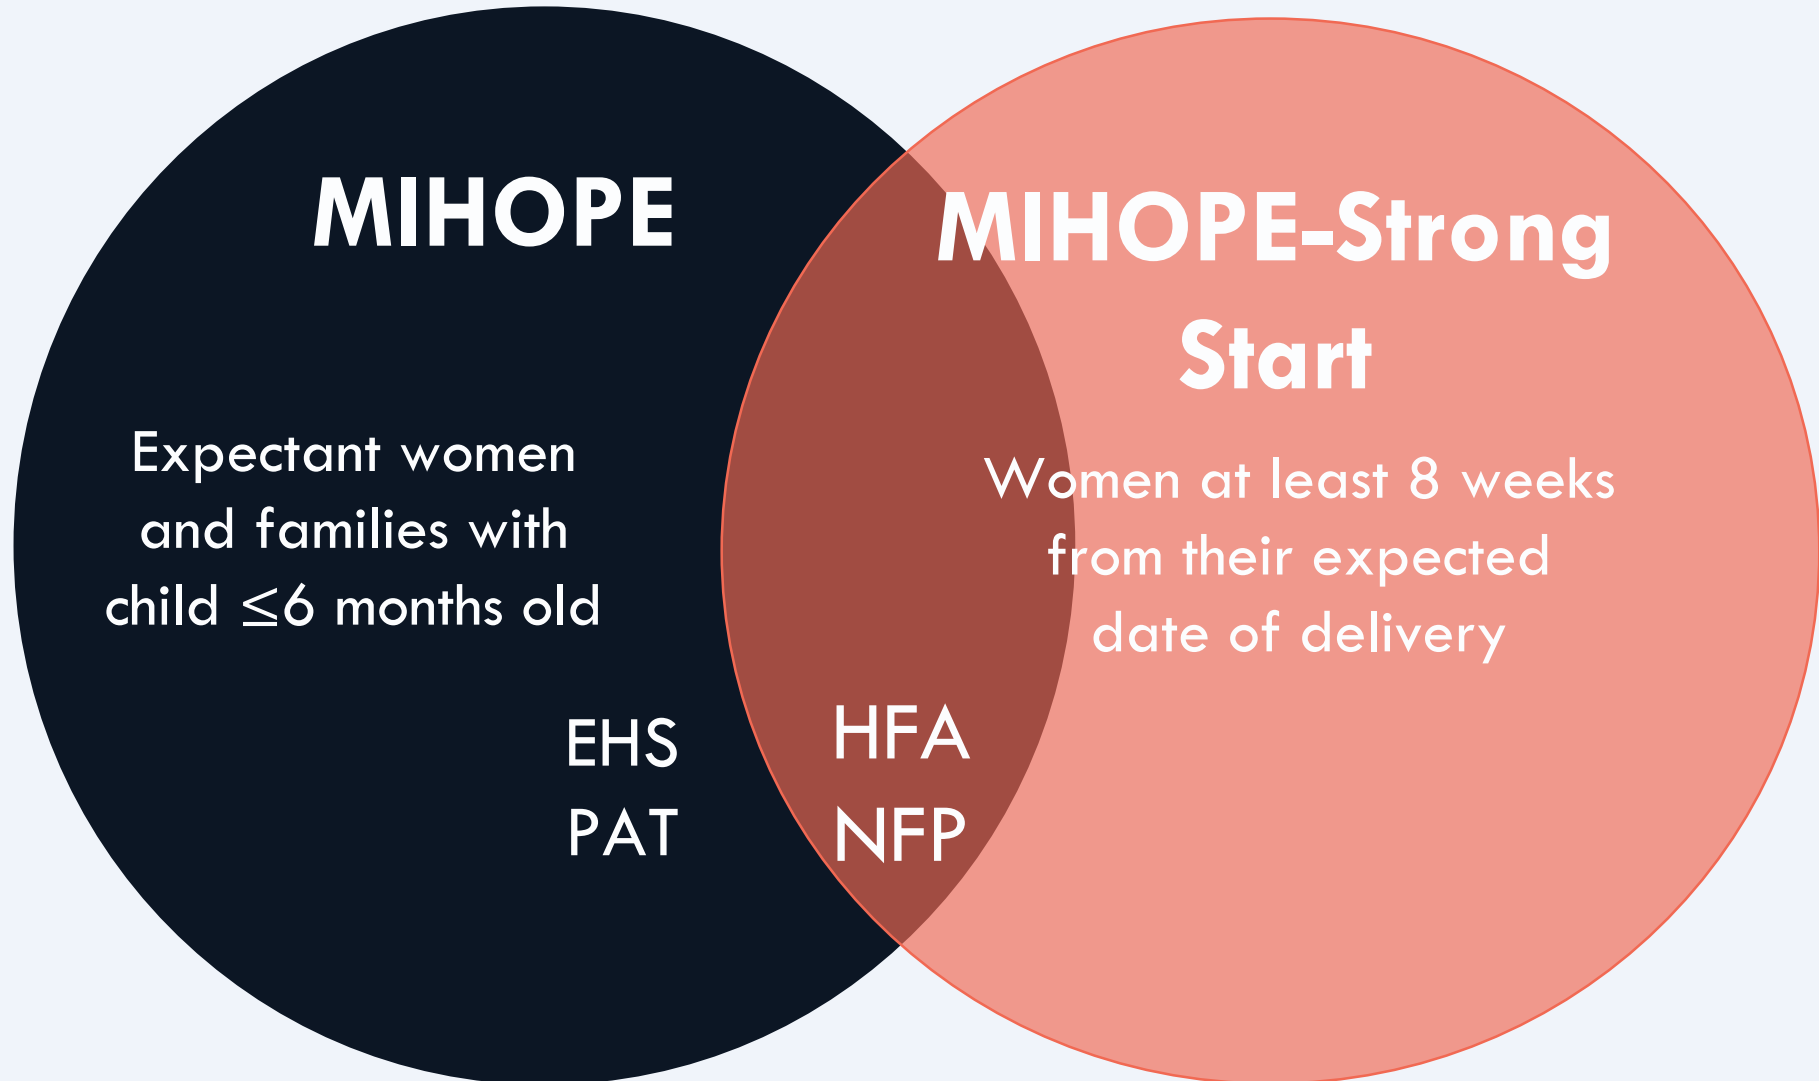 MIHOPE
Expectant women
and families with
child ≤6 months old
EHS
PAT
HFA
NFP
MIHOPE-Strong
Start
Women at least 8 weeks
from their expected
date of delivery